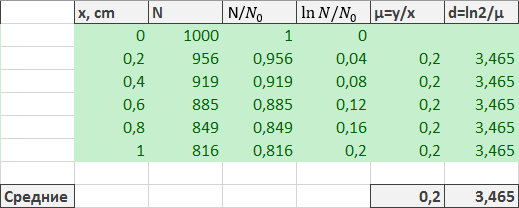 x, cm N N/N₀ ln N/N₀ μ=y/x d=ln2/μ
0 1000 1 0
0,2 956 0,956 0,04 0,2 3,465
0,4 919 0,919 0,08 0,2 3,465
0,6 885 0,885 0,12 0,2 3,465
0,8 849 0,849 0,16 0,2 3,465
1 816 0,816 0,2 0,2 3,465
Средние 0,2 3,465